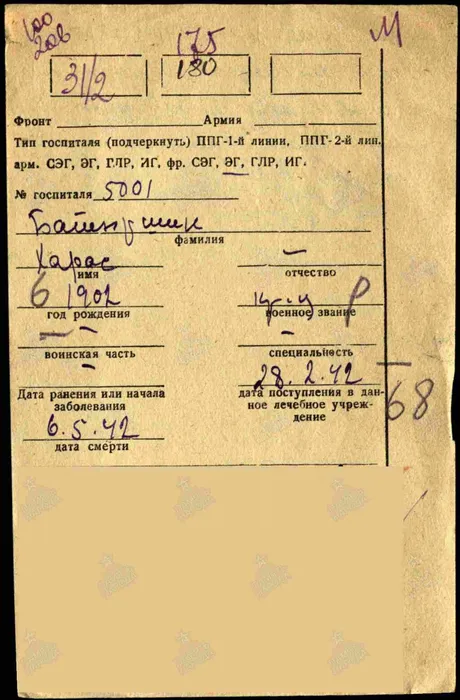 175
М
31/2
180
Фронт Армия
Тип госпиталя (подчеркнуть) ППГ-1-й линии, ППГ-2-й лин.
арм. СЭГ, ЭГ, ГЛР, ИГ, фр. СЭГ, ЭГ, ГЛР, ИГ.
№ госпиталя 5001
фамилия
Харас —
имя отчество
6 1902 Р
год рождения военное звание
— — —
воинская часть специальность
— 28.2.42
Дата ранения или начала заболевания
дата поступления в данное лечебное учреждение
68
6.5.42
дата смерти